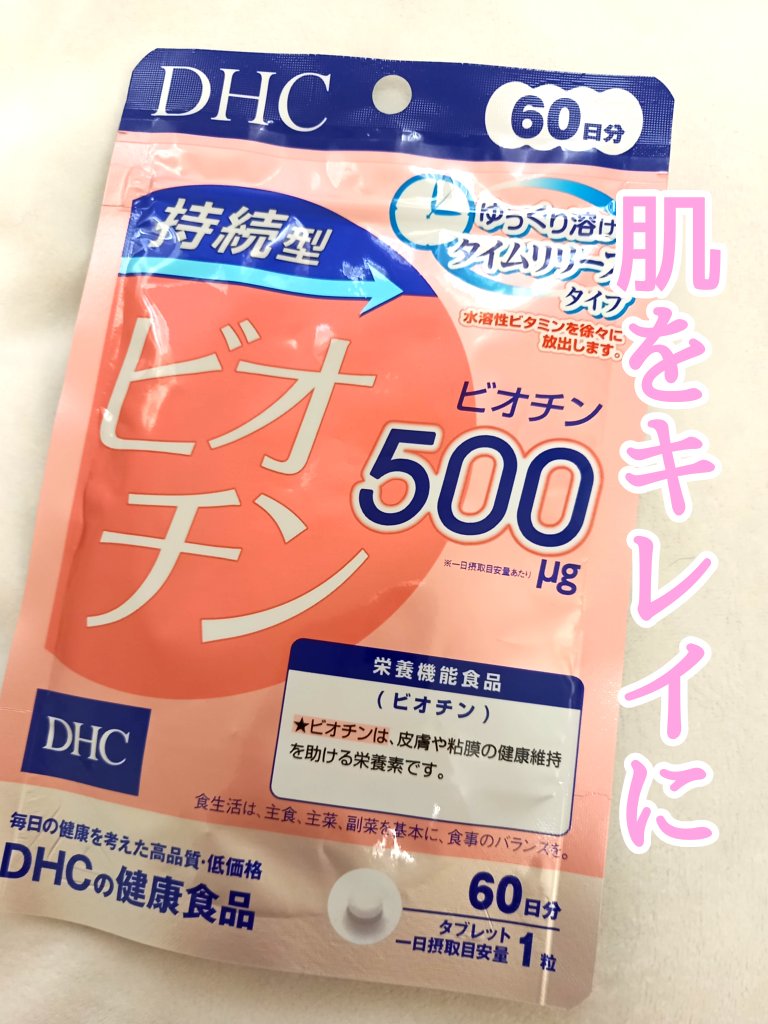 DHC
60日分
持続型
ゆっくり溶け
タイムリリース
タイプ
水溶性ビタミンを徐々に
放出します。
ビオチン
ビオチン
500
※一日摂取目安量あたり
μg
肌をキレイに
栄養機能食品
(ビオチン)
★ビオチンは、皮膚や粘膜の健康維持
を助ける栄養素です。
DHC
食生活は、主食、主菜、副菜を基本に、食事のバランスを。
毎日の健康を考えた高品質・低価格
DHCの健康食品
60日分
タブレット
一日摂取目安量 1粒